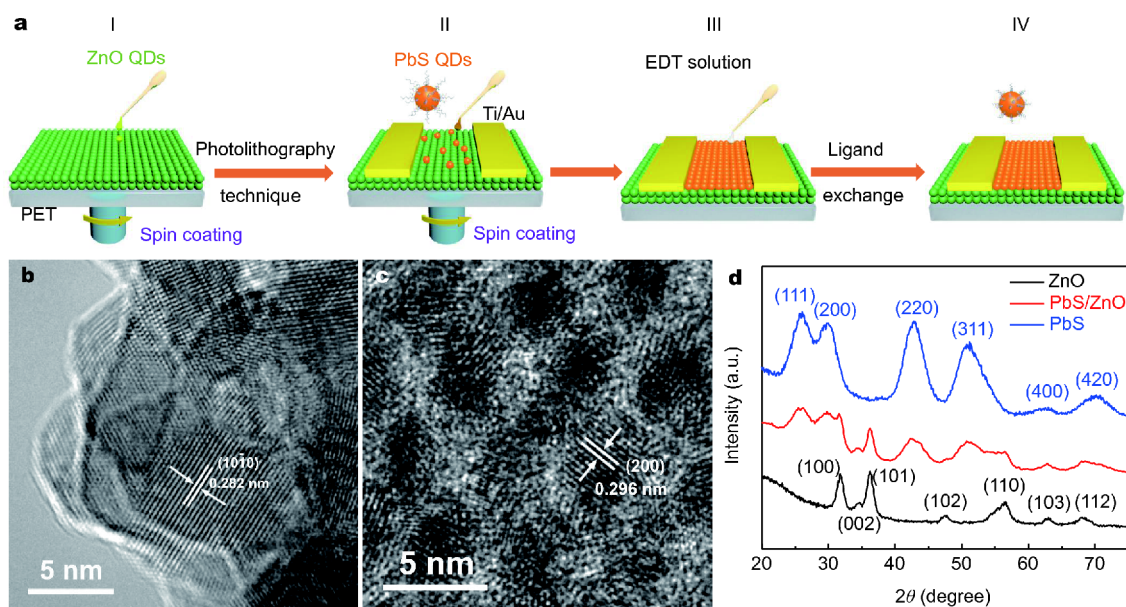 a
I
II
III
IV
ZnO QDs
PbS QDs
EDT solution
Ti/Au
Photolithography
technique
Ligand
exchange
PET
Spin coating
Spin coating
b
(101̄0)
0.282 nm
5 nm
c
(200)
0.296 nm
5 nm
d
ZnO
PbS/ZnO
PbS
(111)
(200)
(220)
(311)
(400)
(420)
(100)
(002)
(101)
(102)
(110)
(103)
(112)
Intensity (a.u.)
20 30 40 50 60 70
2θ (degree)